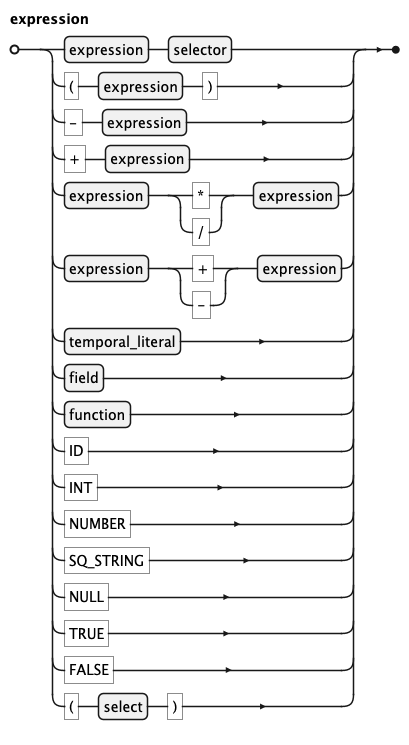 expression
expression selector
( expression )
- expression
+ expression
expression * expression
/
expression + expression
-
temporal_literal
field
function
ID
INT
NUMBER
SQ_STRING
NULL
TRUE
FALSE
( select )